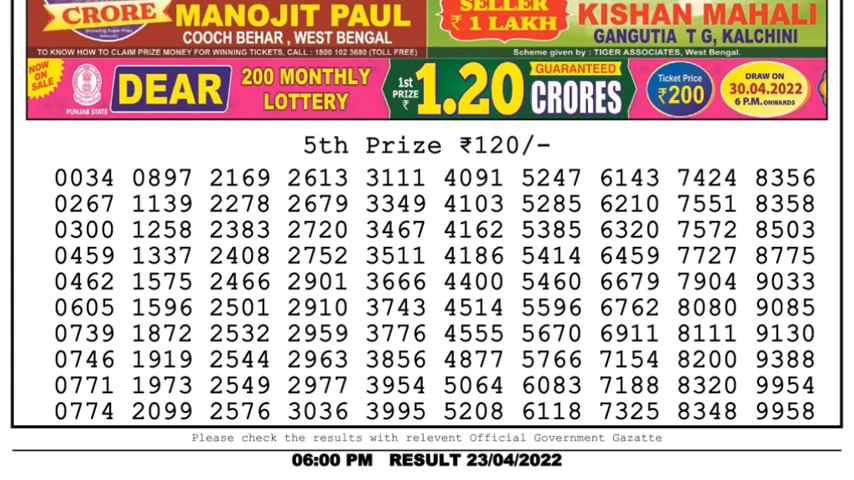 CRORE
MANOJIT PAUL
COOCH BEHAR , WEST BENGAL
TO KNOW HOW TO CLAIM PRIZE MONEY FOR WINNING TICKETS, CALL : 1800 102 3680 (TOLL FREE)
SELLER
₹ 1 LAKH
KISHAN MAHALI
GANGUTIA T G, KALCHINI
Scheme given by : TIGER ASSOCIATES, West Bengal.
NOW ON SALE
PUNJAB STATE
DEAR
200 MONTHLY
LOTTERY
1st PRIZE ₹
1.20
GUARANTEED
CRORES
Ticket Price
₹200
DRAW ON
30.04.2022
6 P.M. ONWARDS
5th Prize ₹120/-
0034 0897 2169 2613 3111 4091 5247 6143 7424 8356
0267 1139 2278 2679 3349 4103 5285 6210 7551 8358
0300 1258 2383 2720 3467 4162 5385 6320 7572 8503
0459 1337 2408 2752 3511 4186 5414 6459 7727 8775
0462 1575 2466 2901 3666 4400 5460 6679 7904 9033
0605 1596 2501 2910 3743 4514 5596 6762 8080 9085
0739 1872 2532 2959 3776 4555 5670 6911 8111 9130
0746 1919 2544 2963 3856 4877 5766 7154 8200 9388
0771 1973 2549 2977 3954 5064 6083 7188 8320 9954
0774 2099 2576 3036 3995 5208 6118 7325 8348 9958
Please check the results with relevent Official Government Gazatte
06:00 PM RESULT 23/04/2022